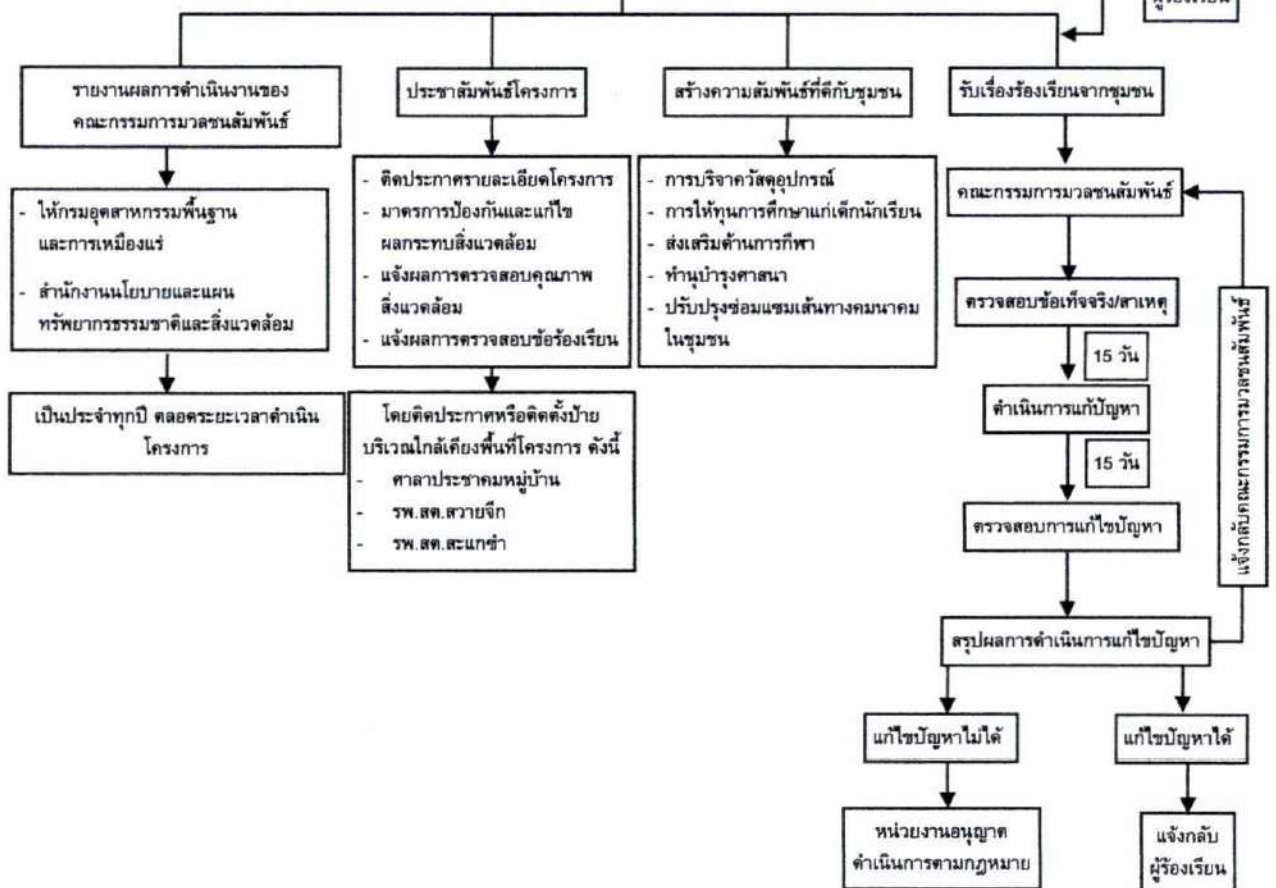 ผู้ร้องเรียน
รายงานผลการดำเนินงานของ
คณะกรรมการมวลชนสัมพันธ์
- ให้กรมอุตสาหกรรมพื้นฐาน
และการเหมืองแร่
- สำนักงานนโยบายและแผน
ทรัพยากรธรรมชาติและสิ่งแวดล้อม
เป็นประจำทุกปี ตลอดระยะเวลาดำเนิน
โครงการ
ประชาสัมพันธ์โครงการ
- ติดประกาศรายละเอียดโครงการ
- มาตรการป้องกันและแก้ไข
ผลกระทบสิ่งแวดล้อม
- แจ้งผลการตรวจสอบคุณภาพ
สิ่งแวดล้อม
- แจ้งผลการตรวจสอบข้อร้องเรียน
โดยติดประกาศหรือติดตั้งป้าย
บริเวณใกล้เคียงพื้นที่โครงการ ดังนี้
- ศาลาประชาคมหมู่บ้าน
- รพ.สต.สวายจีก
- รพ.สต.สะแกซำ
สร้างความสัมพันธ์ที่ดีกับชุมชน
- การบริจาควัสดุอุปกรณ์
- การให้ทุนการศึกษาแก่เด็กนักเรียน
- ส่งเสริมด้านการกีฬา
- ทำนุบำรุงศาสนา
- ปรับปรุงซ่อมแซมเส้นทางคมนาคม
ในชุมชน
รับเรื่องร้องเรียนจากชุมชน
คณะกรรมการมวลชนสัมพันธ์
ตรวจสอบข้อเท็จจริง/สาเหตุ
15 วัน
ดำเนินการแก้ปัญหา
15 วัน
ตรวจสอบการแก้ไขปัญหา
สรุปผลการดำเนินการแก้ไขปัญหา
แจ้งกลับคณะกรรมการมวลชนสัมพันธ์
แก้ไขปัญหาไม่ได้
แก้ไขปัญหาได้
หน่วยงานอนุญาต
ดำเนินการตามกฎหมาย
แจ้งกลับ
ผู้ร้องเรียน